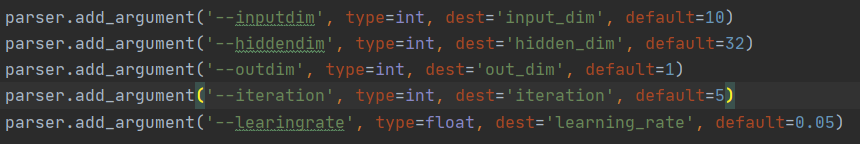 parser.add_argument('--inputdim', type=int, dest='input_dim', default=10)
parser.add_argument('--hiddendim', type=int, dest='hidden_dim', default=32)
parser.add_argument('--outdim', type=int, dest='out_dim', default=1)
parser.add_argument('--iteration', type=int, dest='iteration', default=5)
parser.add_argument('--learingrate', type=float, dest='learning_rate', default=0.05)